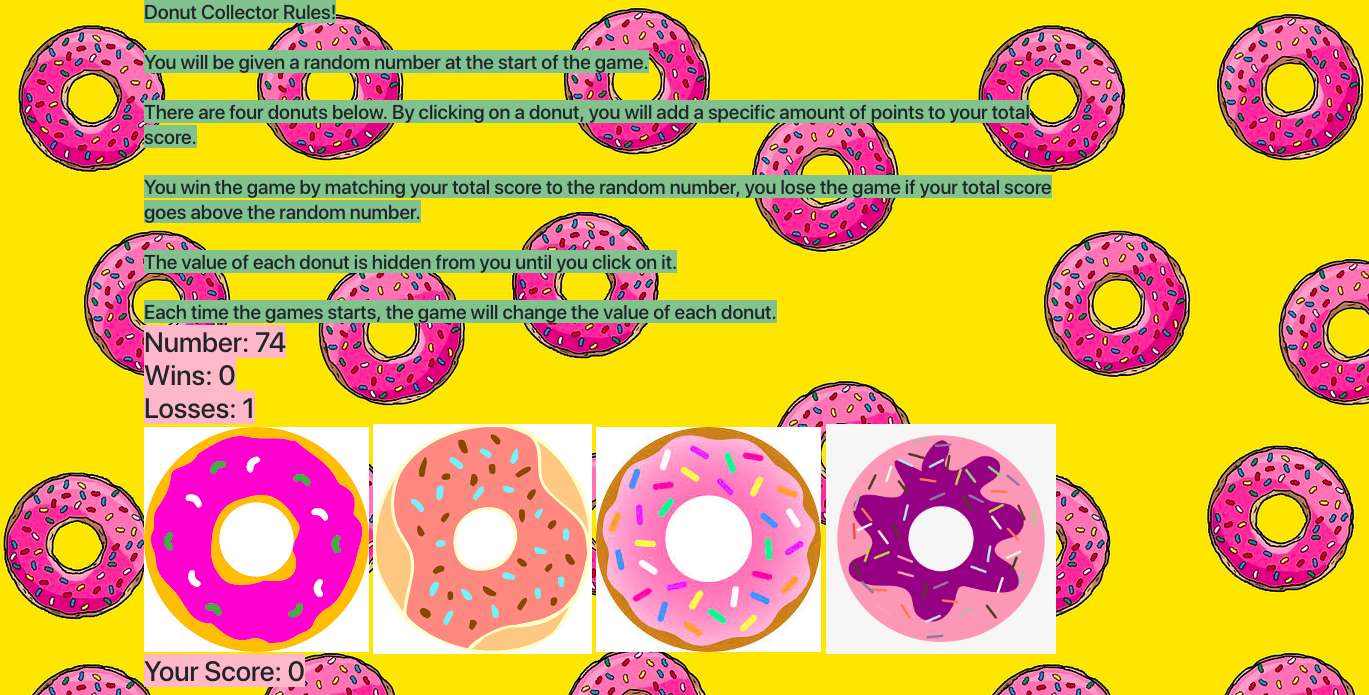 Donut Collector Rules!
You will be given a random number at the start of the game.
There are four donuts below. By clicking on a donut, you will add a specific amount of points to your total
score.
You win the game by matching your total score to the random number, you lose the game if your total score
goes above the random number.
The value of each donut is hidden from you until you click on it.
Each time the games starts, the game will change the value of each donut.
Number: 74
Wins: 0
Losses: 1
Your Score: 0